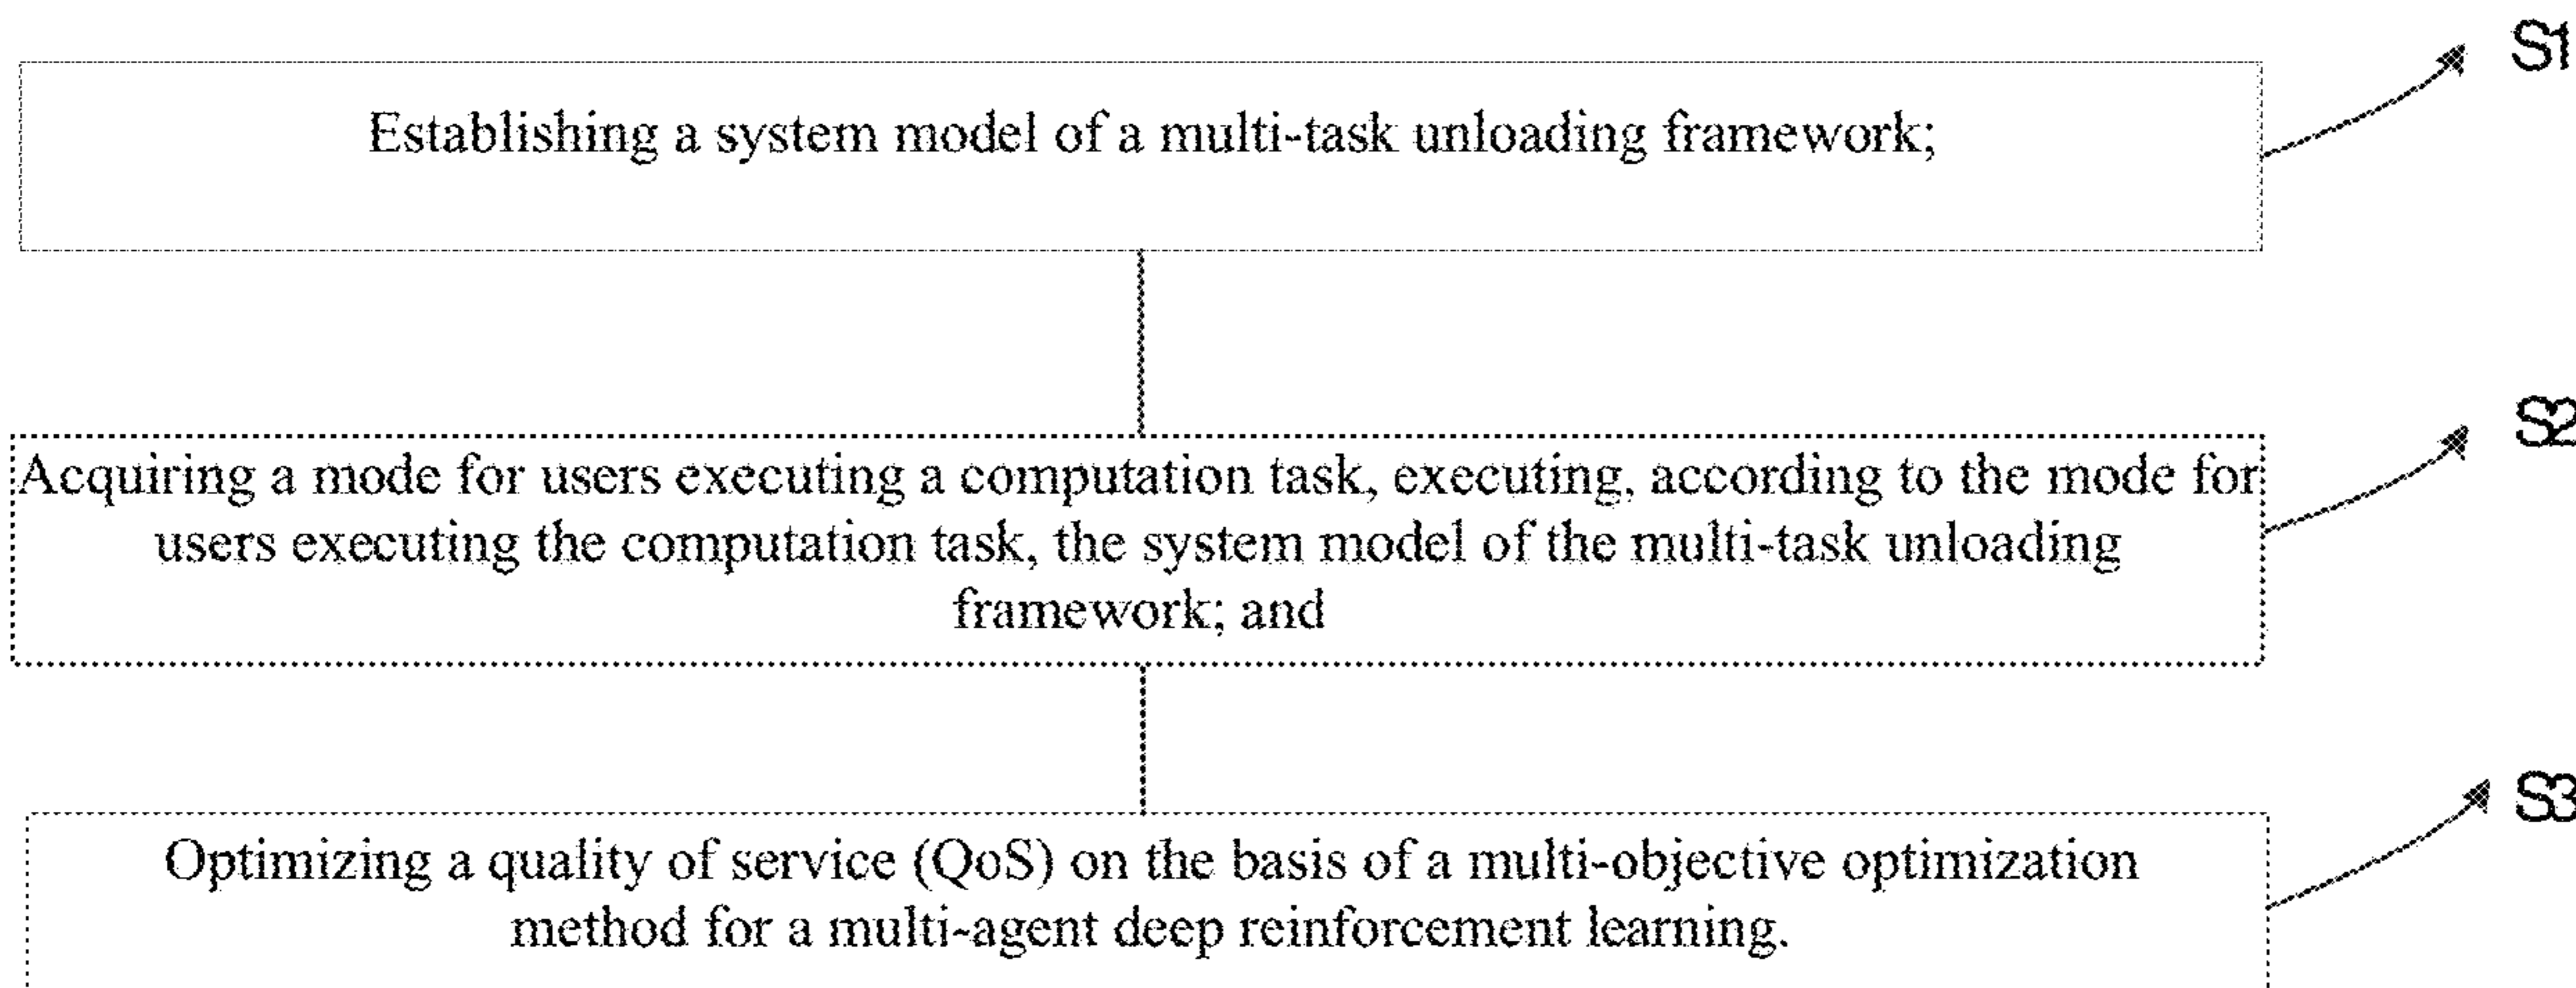 S1
Establishing a system model of a multi-task unloading framework;
S2
Acquiring a mode for users executing a computation task, executing, according to the mode for
users executing the computation task, the system model of the multi-task unloading
framework; and
S3
Optimizing a quality of service (QoS) on the basis of a multi-objective optimization
method for a multi-agent deep reinforcement learning.